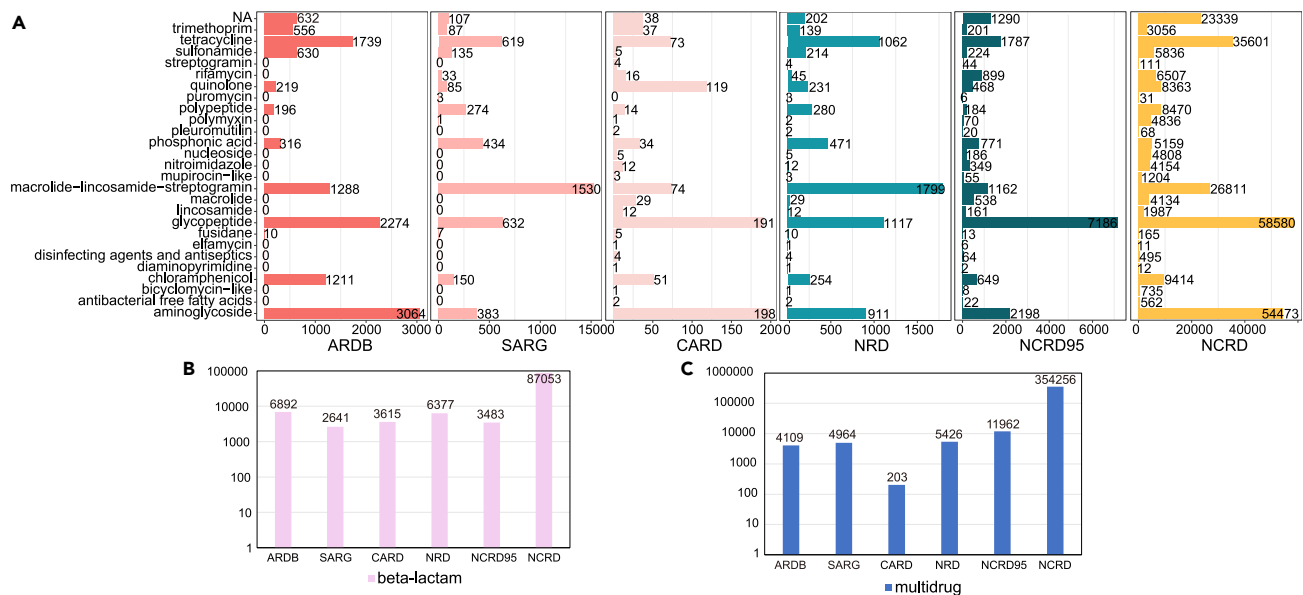 A
NA 632 107 38 202 1290 23339
trimethoprim 556 87 37 139 201 3056
tetracycline 1739 619 73 1062 1787 35601
sulfonamide 630 135 5 214 224 5836
streptogramin 0 0 4 4 44 111
rifamycin 0 33 16 45 899 6507
quinolone 219 85 119 231 468 8363
puromycin 0 3 0 3 6 31
polypeptide 196 274 14 280 184 8470
polymyxin 0 1 1 2 70 4836
pleuromutilin 0 0 2 2 20 68
phosphonic acid 316 434 34 471 771 5159
nucleoside 0 0 5 5 186 4808
nitroimidazole 0 0 12 12 349 4154
mupirocin-like 0 0 3 3 55 1204
macrolide-lincosamide-streptogramin 1288 1530 74 1799 1162 26811
macrolide 0 0 29 29 538 4134
lincosamide 0 0 12 12 161 1987
glycopeptide 2274 632 191 1117 7186 58580
fusidane 10 7 5 10 13 165
elfamycin 0 0 1 1 6 11
disinfecting agents and antiseptics 0 0 4 4 64 495
diaminopyrimidine 0 0 1 1 2 12
chloramphenicol 1211 150 51 254 649 9414
bicyclomycin-like 0 0 1 1 8 735
antibacterial free fatty acids 0 0 2 2 22 562
aminoglycoside 3064 383 198 911 2198 54473
0 1000 2000 3000 0 500 1000 1500 0 50 100 150 200 0 500 1000 1500 0 2000 4000 6000 0 20000 40000
ARDB SARG CARD NRD NCRD95 NCRD
B
100000
10000
1000
100
10
1
6892 2641 3615 6377 3483 87053
ARDB SARG CARD NRD NCRD95 NCRD
beta-lactam
C
1000000
100000
10000
1000
100
10
1
4109 4964 203 5426 11962 354256
ARDB SARG CARD NRD NCRD95 NCRD
multidrug